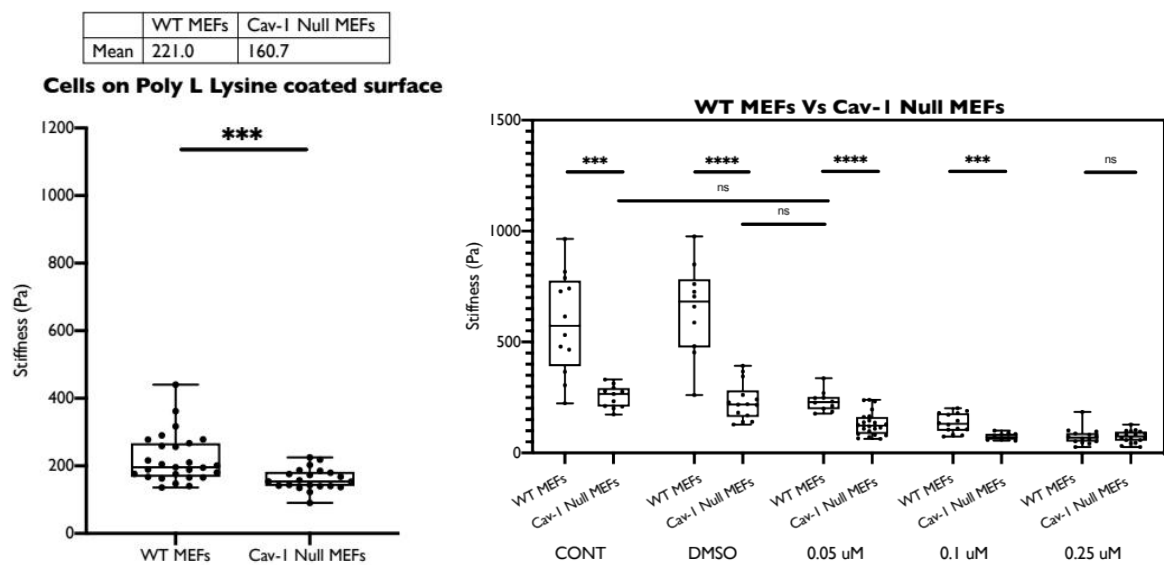 WT MEFs Cav-1 Null MEFs
Mean 221.0 160.7
Cells on Poly L Lysine coated surface
1200
1000
800
600
400
200
0
Stiffness (Pa)
***
WT MEFs Cav-1 Null MEFs
WT MEFs Vs Cav-1 Null MEFs
1500
1000
500
0
Stiffness (Pa)
*** **** **** *** ns
ns
ns
WT MEFs Cav-1 Null MEFs WT MEFs Cav-1 Null MEFs WT MEFs Cav-1 Null MEFs WT MEFs Cav-1 Null MEFs WT MEFs Cav-1 Null MEFs
CONT DMSO 0.05 uM 0.1 uM 0.25 uM